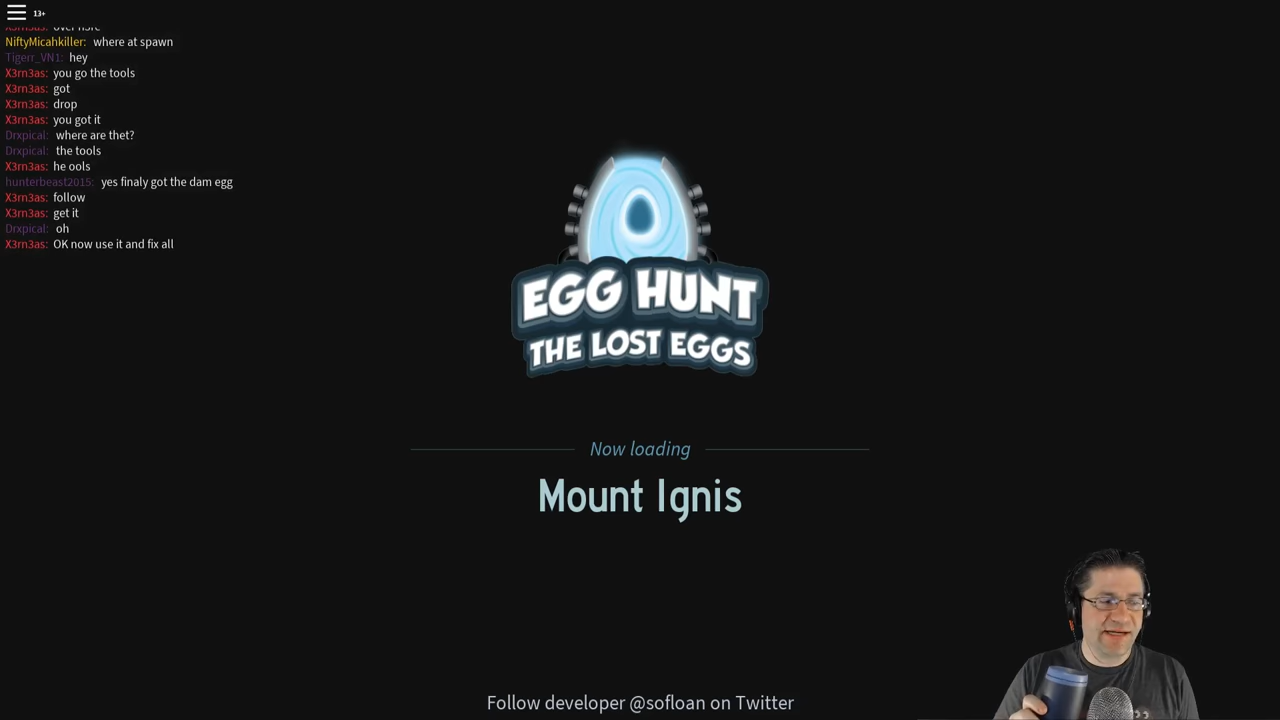 13+
NiftyMicahkiller: where at spawn
Tigerr_VN1: hey
X3rn3as: you go the tools
X3rn3as: got
X3rn3as: drop
X3rn3as: you got it
Drxpical: where are thet?
Drxpical: the tools
X3rn3as: he ools
hunterbeast2015: yes finaly got the dam egg
X3rn3as: follow
X3rn3as: get it
Drxpical: oh
X3rn3as: OK now use it and fix all
EGG HUNT
THE LOST EGGS
Now loading
Mount Ignis
Follow developer @sofloan on Twitter